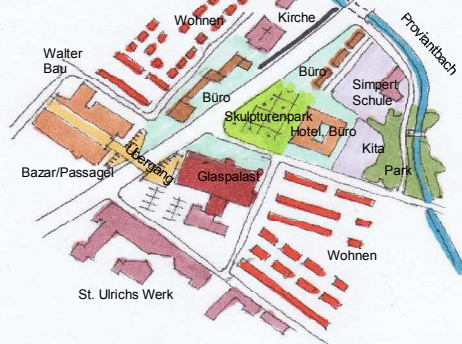 Wohnen
Kirche
Proviantbach
Walter
Bau
Büro
Büro
Simpert
Schule
Skulpturenpark
Hotel, Büro
Kita
Park
Übergang
Bazar/Passage
Glaspalast
Wohnen
St. Ulrichs Werk